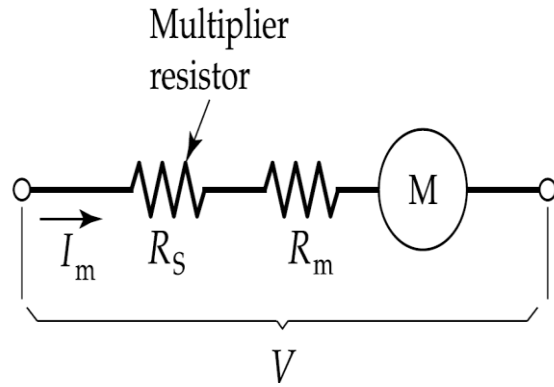 Multiplier
resistor
M
I_m
R_S
R_m
V